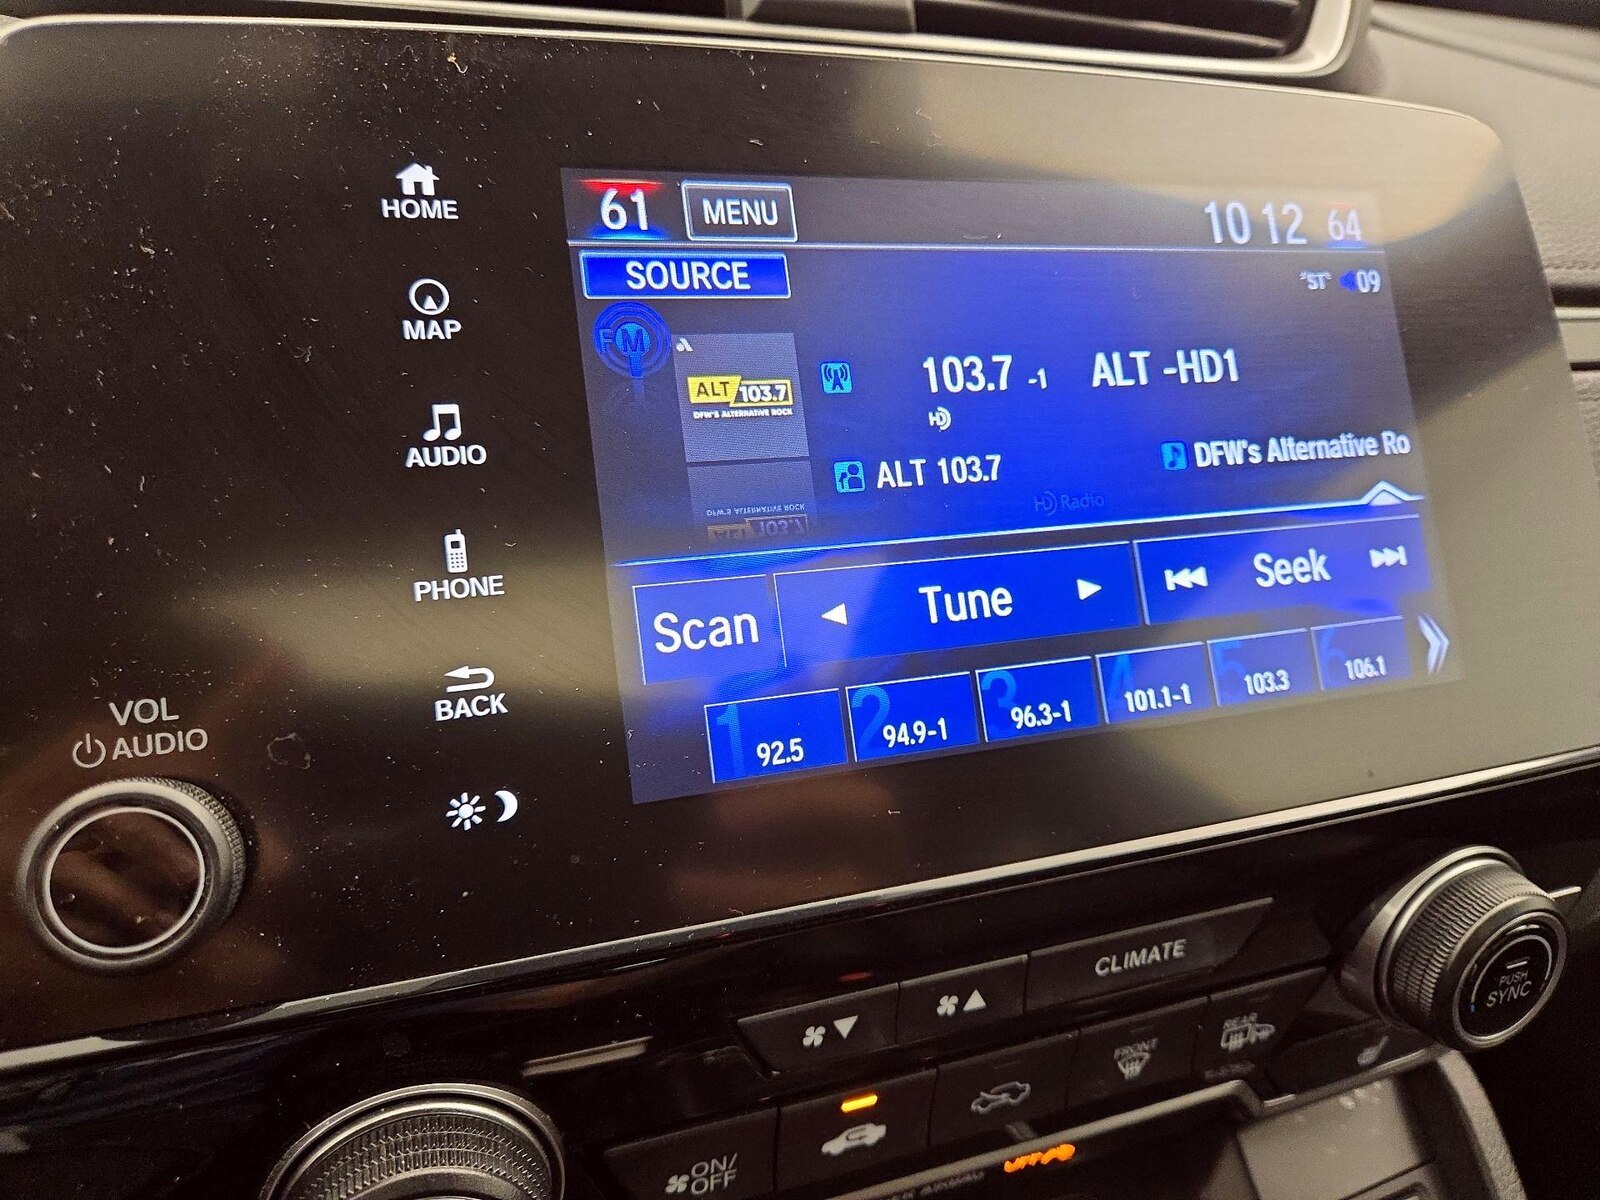 HOME
MAP
AUDIO
PHONE
BACK
VOL
AUDIO
61 MENU 10 12 64
SOURCE "ST" 09
FM
ALT 103.7
DFW'S ALTERNATIVE ROCK
103.7 -1 ALT -HD1
HD
ALT 103.7 DFW's Alternative Ro
HD Radio
Scan Tune Seek
1 92.5
2 94.9-1
3 96.3-1
4 101.1-1
5 103.3
6 106.1
CLIMATE
PUSH
SYNC
FRONT
REAR
ON/
OFF